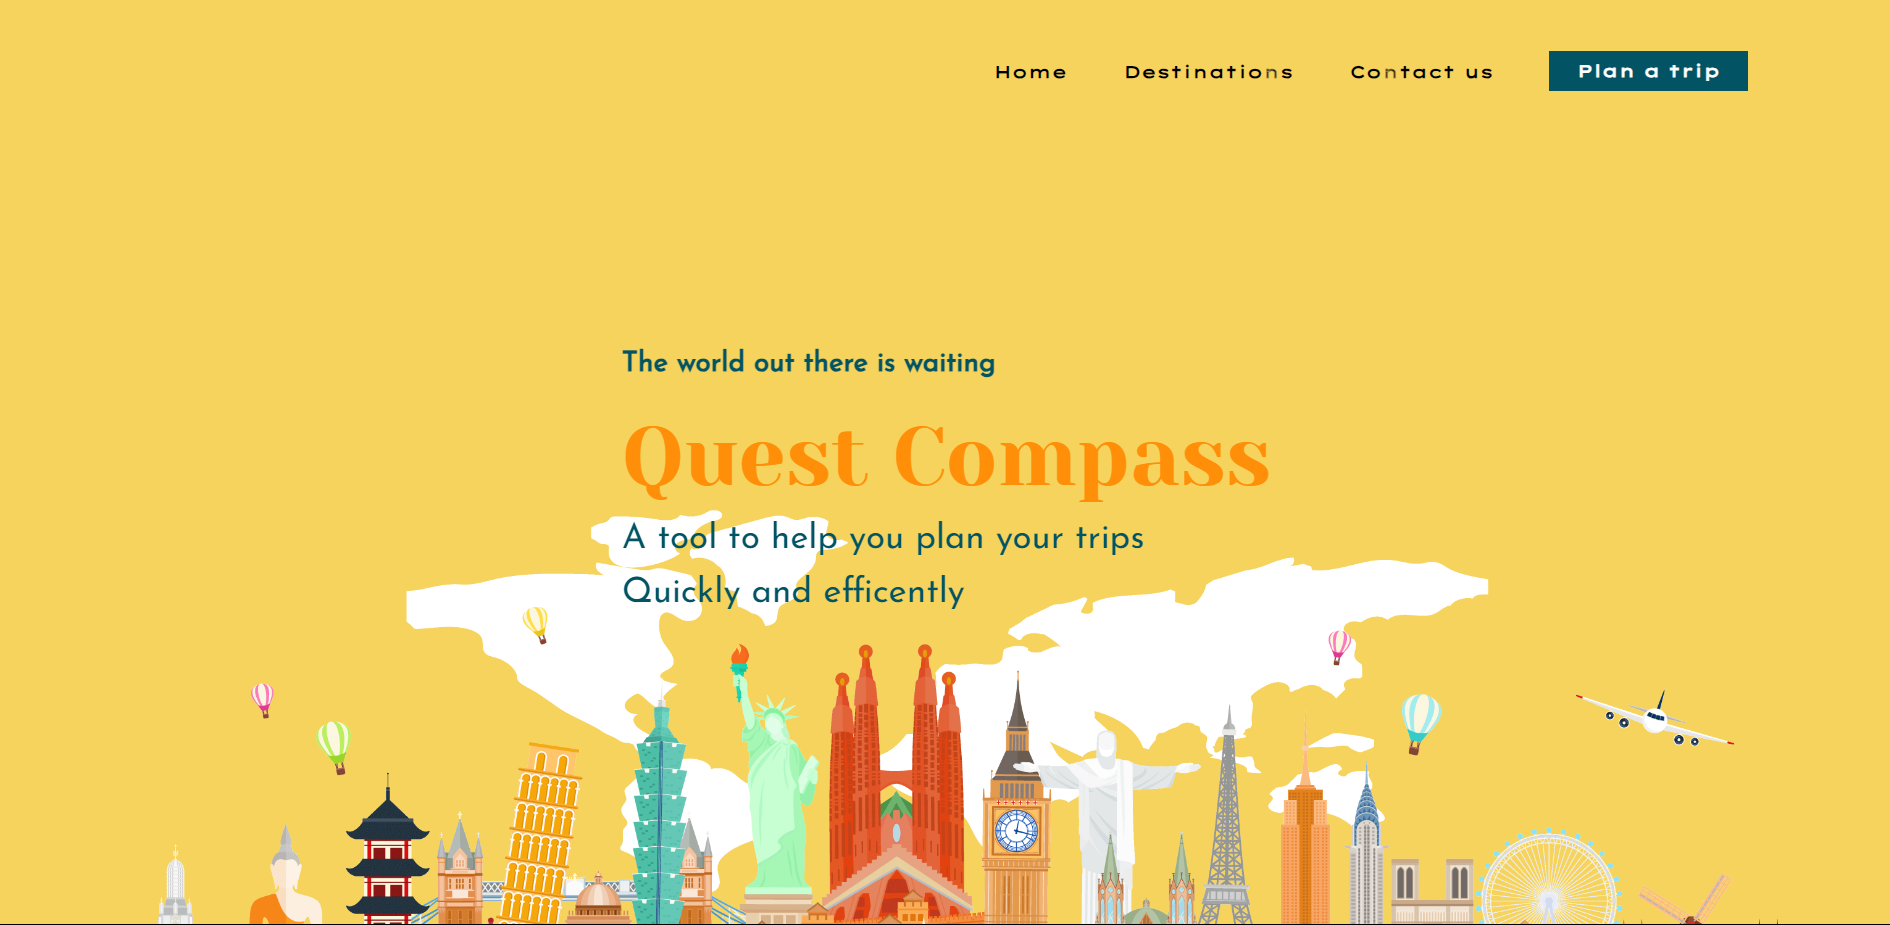 Home Destinations Contact us Plan a trip
The world out there is waiting
Quest Compass
A tool to help you plan your trips
Quickly and efficently